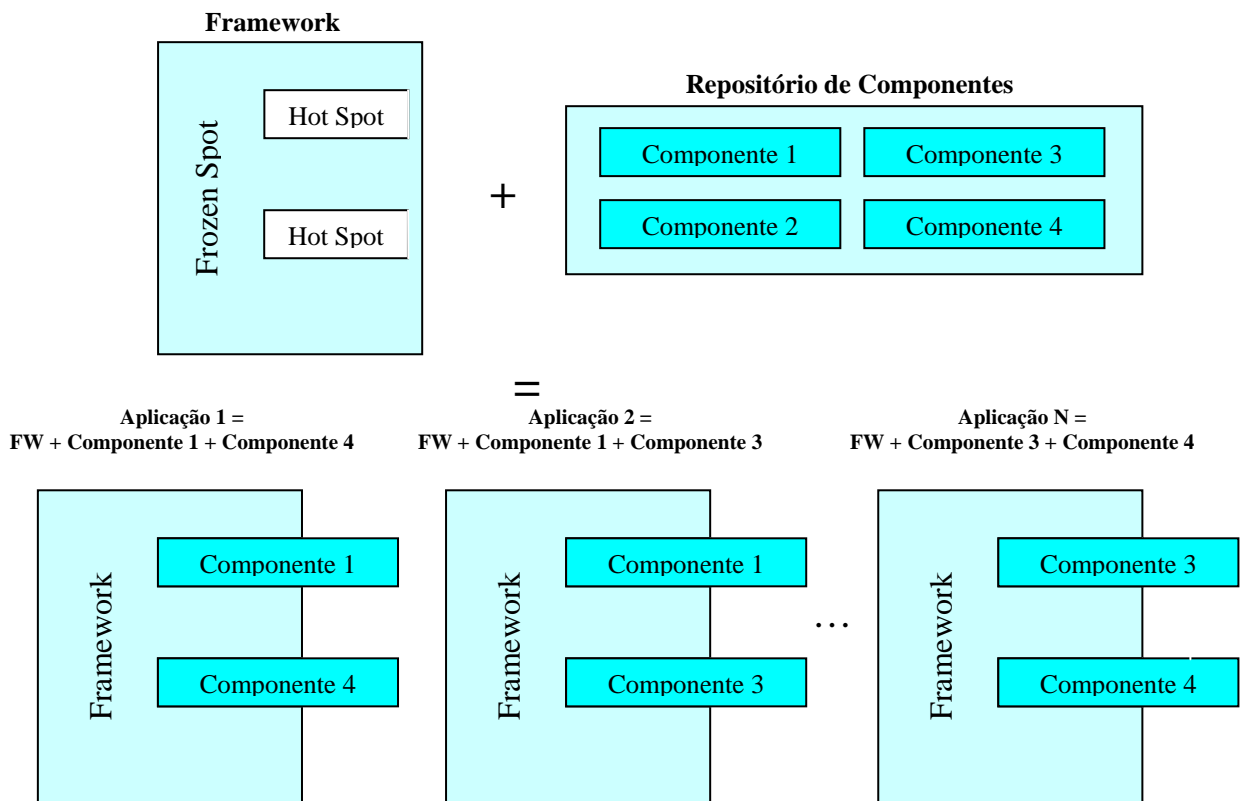 Framework
Frozen Spot
Hot Spot
Hot Spot
+
Repositório de Componentes
Componente 1
Componente 3
Componente 2
Componente 4
=
Aplicação 1 =
FW + Componente 1 + Componente 4
Aplicação 2 =
FW + Componente 1 + Componente 3
Aplicação N =
FW + Componente 3 + Componente 4
Framework
Componente 1
Componente 4
Framework
Componente 1
Componente 3
...
Framework
Componente 3
Componente 4